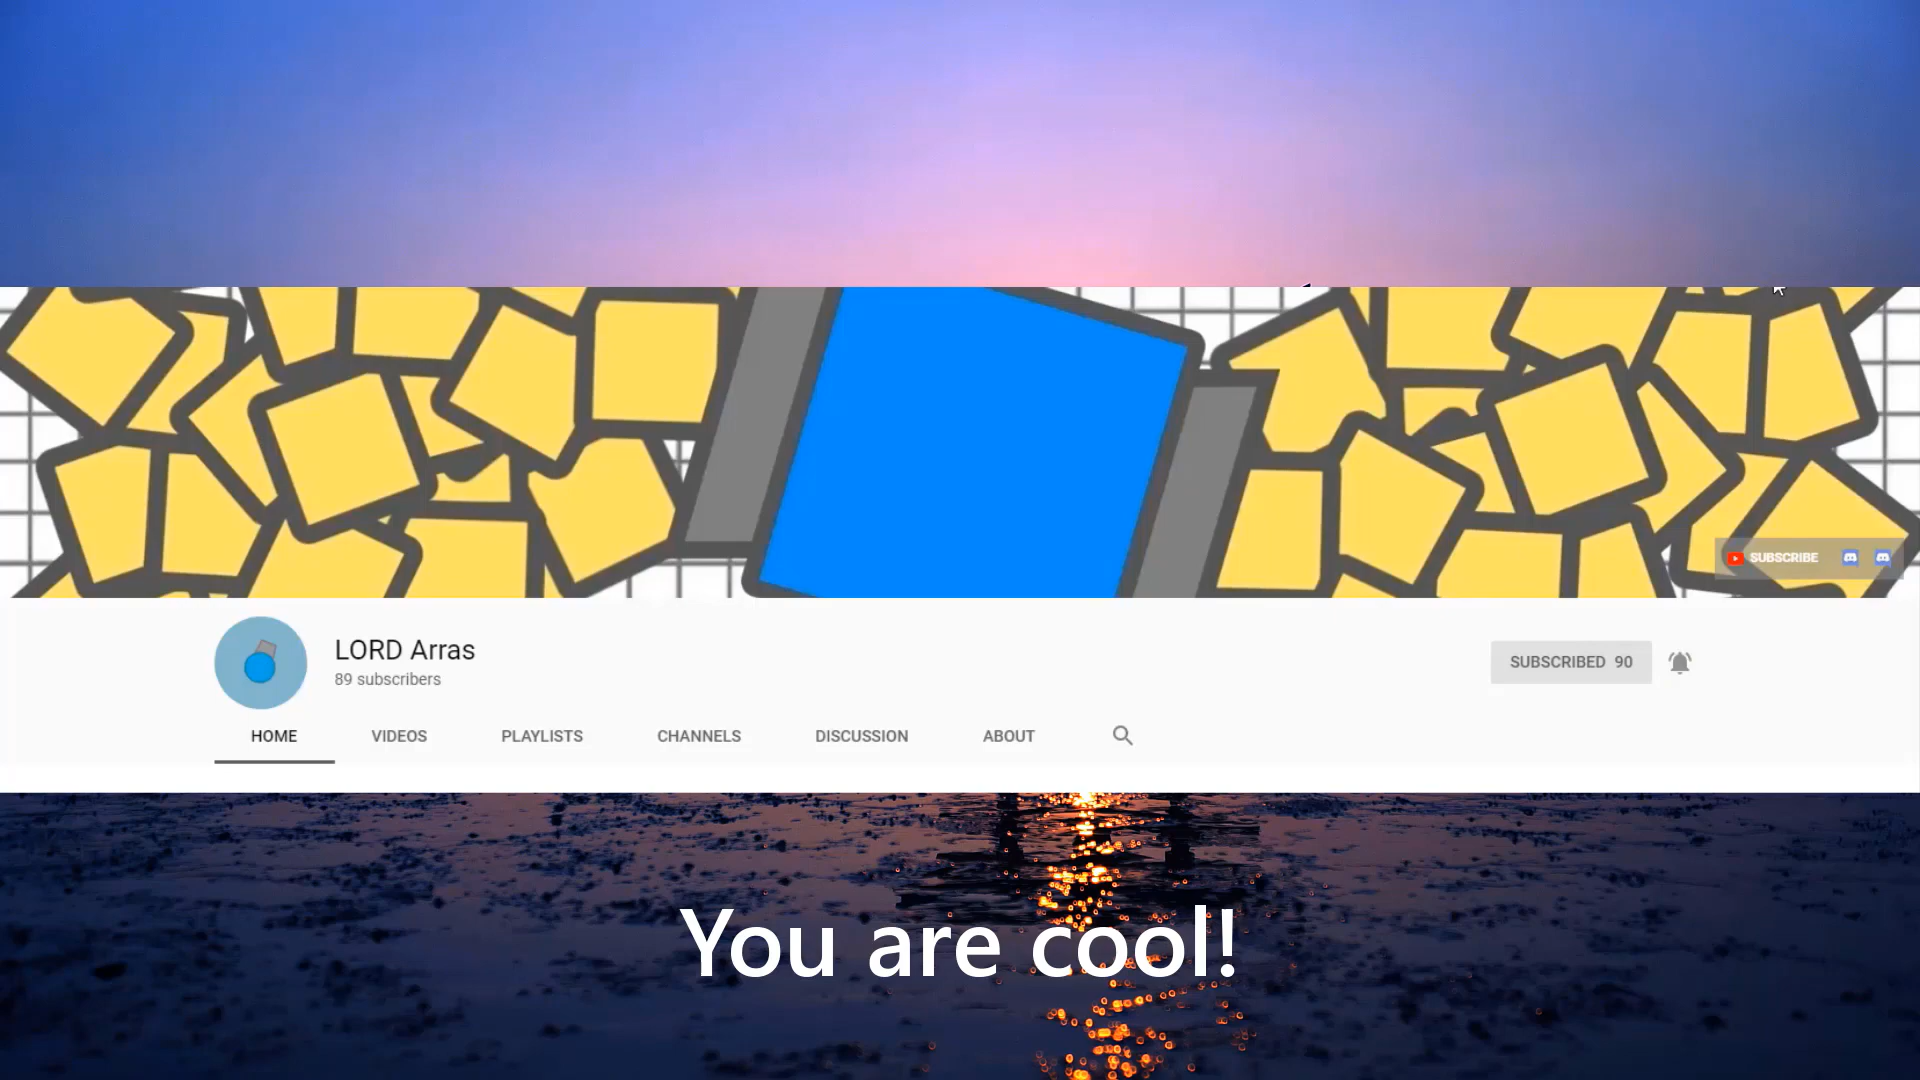 SUBSCRIBE
LORD Arras
89 subscribers
SUBSCRIBED 90
HOME VIDEOS PLAYLISTS CHANNELS DISCUSSION ABOUT
You are cool!